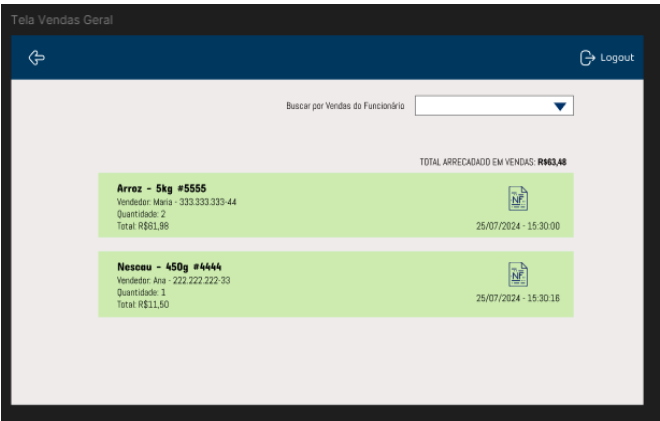 Tela Vendas Geral
Logout
Buscar por Vendas do Funcionário
TOTAL ARRECADADO EM VENDAS: R$63,48
Arroz - 5kg #5555
Vendedor: Maria - 333.333.333-44
Quantidade: 2
Total: R$61,98
NF
25/07/2024 - 15:30:00
Nescau - 450g #4444
Vendedor: Ana - 222.222.222-33
Quantidade: 1
Total: R$11,50
NF
25/07/2024 - 15:30:16